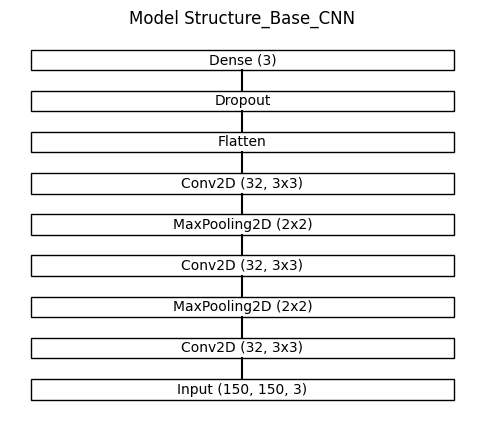 Model Structure_Base_CNN
Dense (3)
Dropout
Flatten
Conv2D (32, 3x3)
MaxPooling2D (2x2)
Conv2D (32, 3x3)
MaxPooling2D (2x2)
Conv2D (32, 3x3)
Input (150, 150, 3)